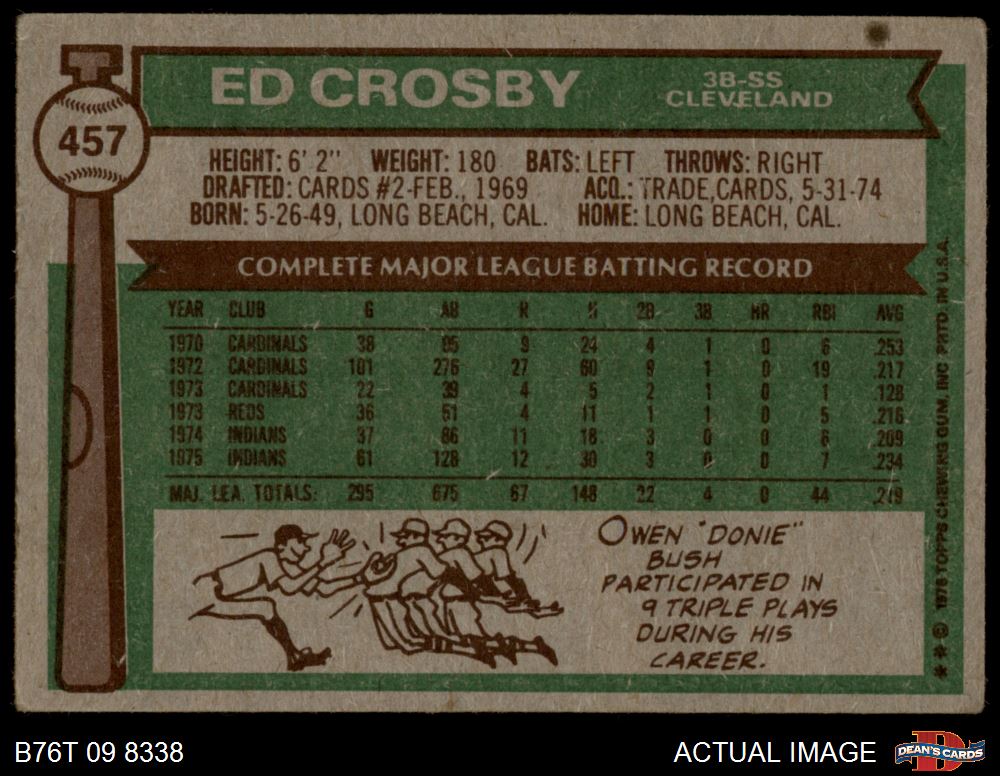 ED CROSBY
3B-SS
CLEVELAND
457
HEIGHT: 6' 2" WEIGHT: 180 BATS: LEFT THROWS: RIGHT
DRAFTED: CARDS #2-FEB., 1969 ACQ.: TRADE, CARDS, 5-31-74
BORN: 5-26-49, LONG BEACH, CAL. HOME: LONG BEACH, CAL.
COMPLETE MAJOR LEAGUE BATTING RECORD
YEAR CLUB G AB R H 2B 3B HR RBI AVG
1970 CARDINALS 38 95 9 24 4 1 0 6 .253
1972 CARDINALS 101 276 27 60 9 1 0 19 .217
1973 CARDINALS 22 39 4 5 2 1 0 1 .128
1973 REDS 36 51 4 11 1 1 0 5 .216
1974 INDIANS 37 86 11 18 3 0 0 6 .209
1975 INDIANS 61 128 12 30 3 0 0 7 .234
MAJ. LEA. TOTALS: 295 675 67 148 22 4 0 44 .219
OWEN "DONIE"
BUSH
PARTICIPATED IN
9 TRIPLE PLAYS
DURING HIS
CAREER.
** © 1976 TOPPS CHEWING GUM, INC. PRTD. IN U.S.A.
B76T 09 8338
ACTUAL IMAGE
DEAN'S CARDS